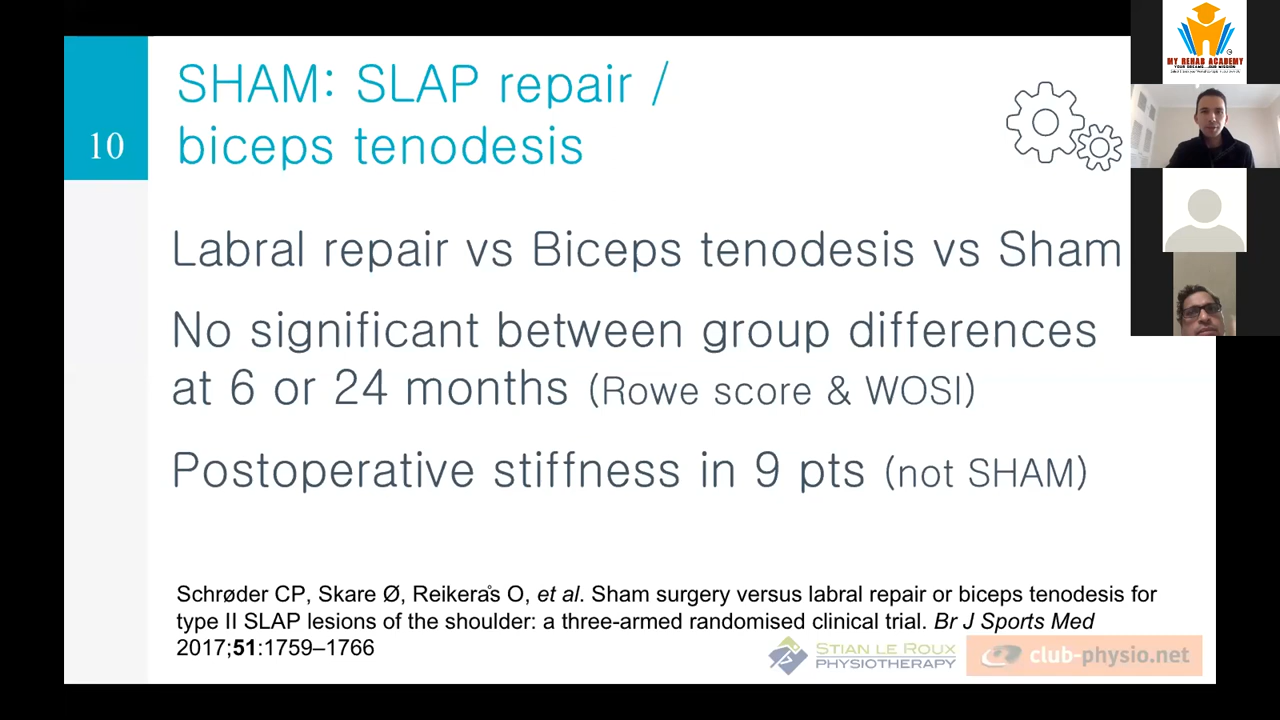 SHAM: SLAP repair /
10
biceps tenodesis
Labral repair vs Biceps tenodesis vs Sham
No significant between group differences
at 6 or 24 months (Rowe score & WOSI)
Postoperative stiffness in 9 pts (not SHAM)
Schrøder CP, Skare Ø, Reikerås O, et al. Sham surgery versus labral repair or biceps tenodesis for
type II SLAP lesions of the shoulder: a three-armed randomised clinical trial. Br J Sports Med
2017;51:1759–1766
STIAN LE ROUX
PHYSIOTHERAPY
club-physio.net
MY REHAB ACADEMY
YOUR DREAMS...OUR MISSION